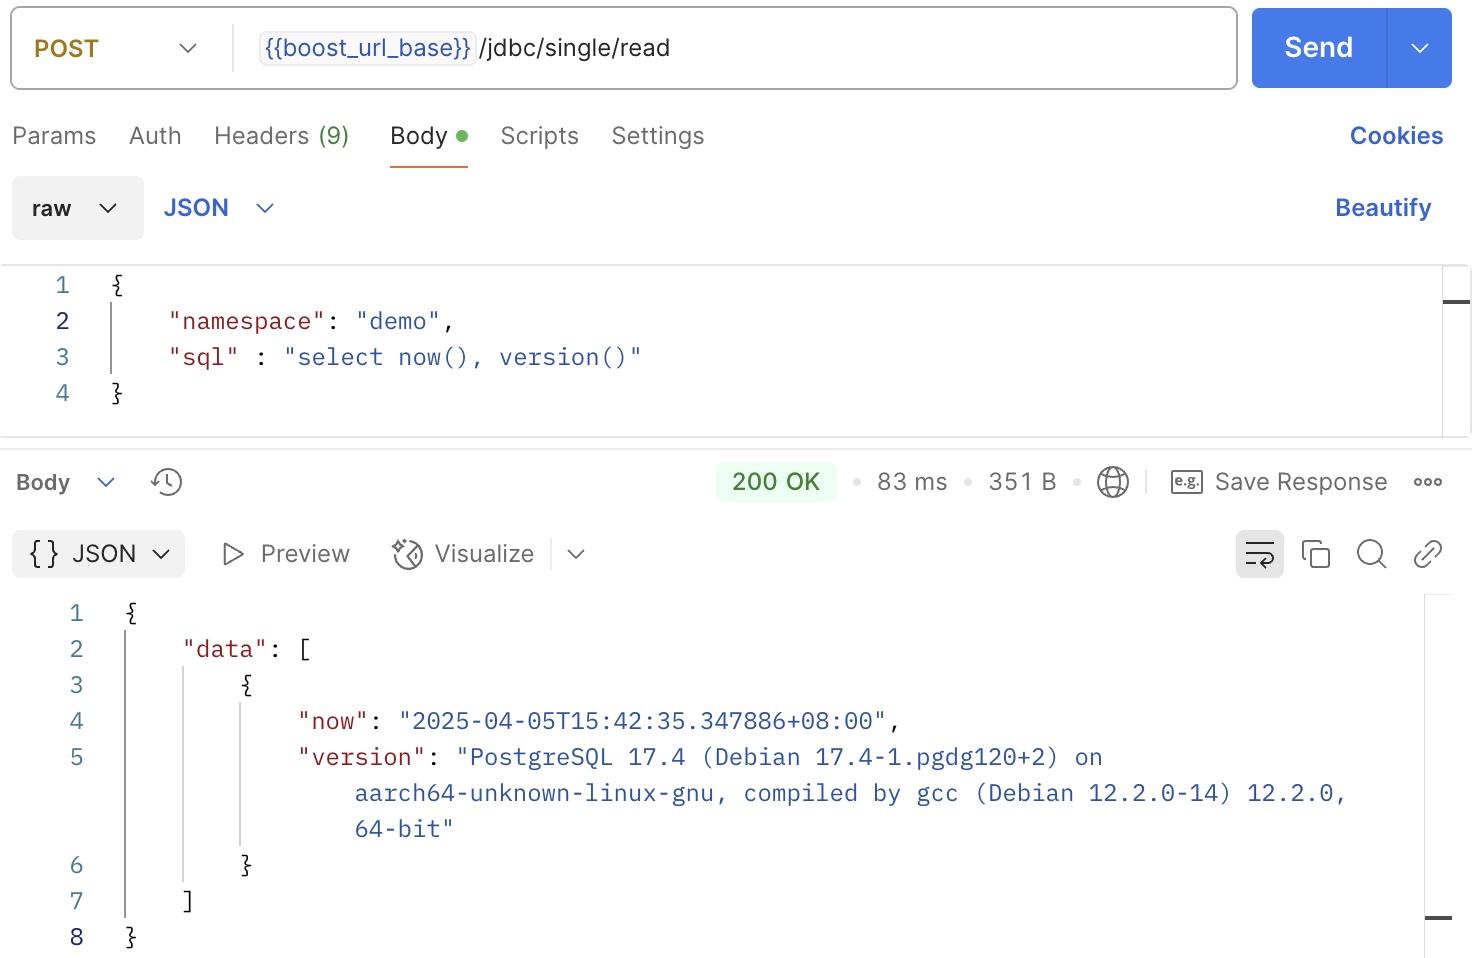 POST {{boost_url_base}}/jdbc/single/read Send
Params Auth Headers (9) Body Scripts Settings Cookies
raw JSON Beautify
1 {
2 "namespace": "demo",
3 "sql" : "select now(), version()"
4 }
Body 200 OK 83 ms 351 B e.g. Save Response
{} JSON Preview Visualize
1 {
2 "data": [
3 {
4 "now": "2025-04-05T15:42:35.347886+08:00",
5 "version": "PostgreSQL 17.4 (Debian 17.4-1.pgdg120+2) on
aarch64-unknown-linux-gnu, compiled by gcc (Debian 12.2.0-14) 12.2.0,
64-bit"
6 }
7 ]
8 }